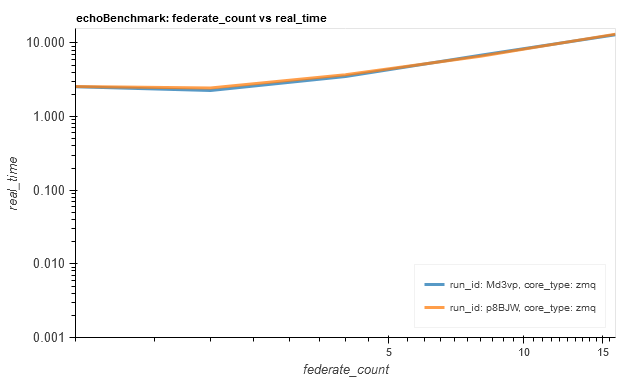 echoBenchmark: federate_count vs real_time
10.000
1.000
0.100
0.010
0.001
real_time
run_id: Md3vp, core_type: zmq
run_id: p8BJW, core_type: zmq
5
10
15
federate_count